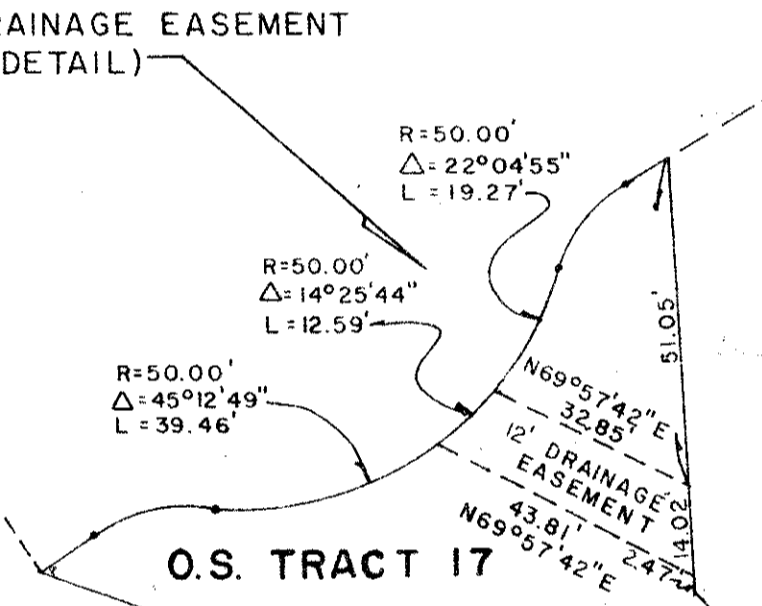 RAINAGE EASEMENT
DETAIL)
R=50.00'
△=22°04'55"
L=19.27'
R=50.00'
△=14°25'44"
L=12.59'
R=50.00'
△=45°12'49"
L=39.46'
51.05'
N69°57'42"E
32.85'
12' DRAINAGE
EASEMENT
14.02
43.81'
2.47'
N69°57'42"E
O.S. TRACT 17